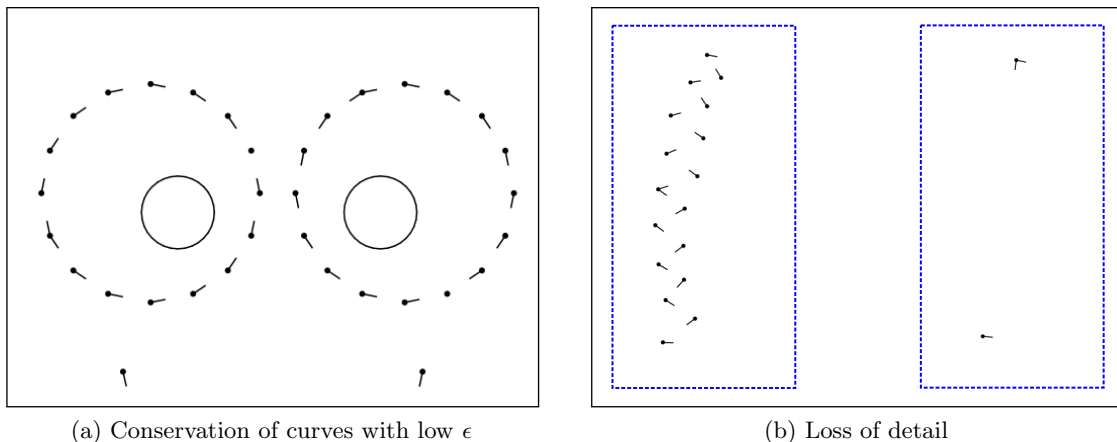 (a) Conservation of curves with low ϵ
(b) Loss of detail